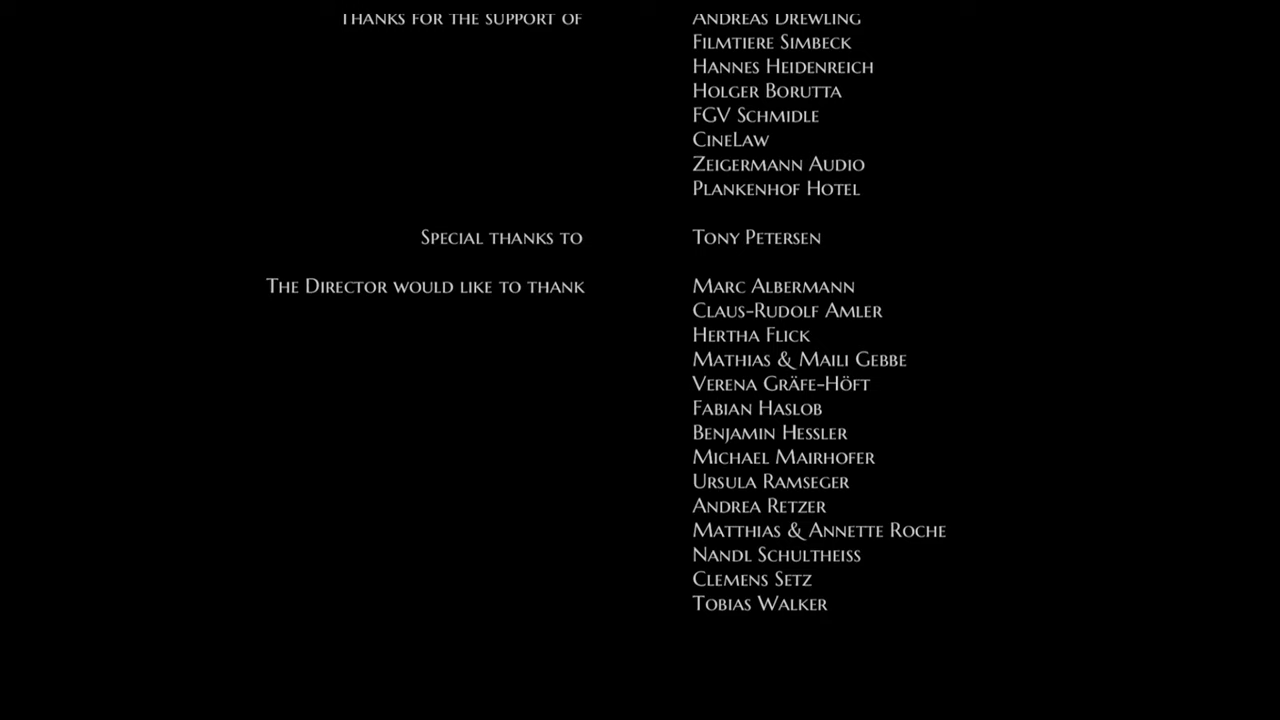 Thanks for the support of Andreas Drewling
Filmtiere Simbeck
Hannes Heidenreich
Holger Borutta
FGV Schmidle
CineLaw
Zeigermann Audio
Plankenhof Hotel
Special thanks to Tony Petersen
The Director would like to thank Marc Albermann
Claus-Rudolf Amler
Hertha Flick
Mathias & Maili Gebbe
Verena Gräfe-Höft
Fabian Haslob
Benjamin Hessler
Michael Mairhofer
Ursula Ramseger
Andrea Retzer
Matthias & Annette Roche
Nandl Schultheiss
Clemens Setz
Tobias Walker